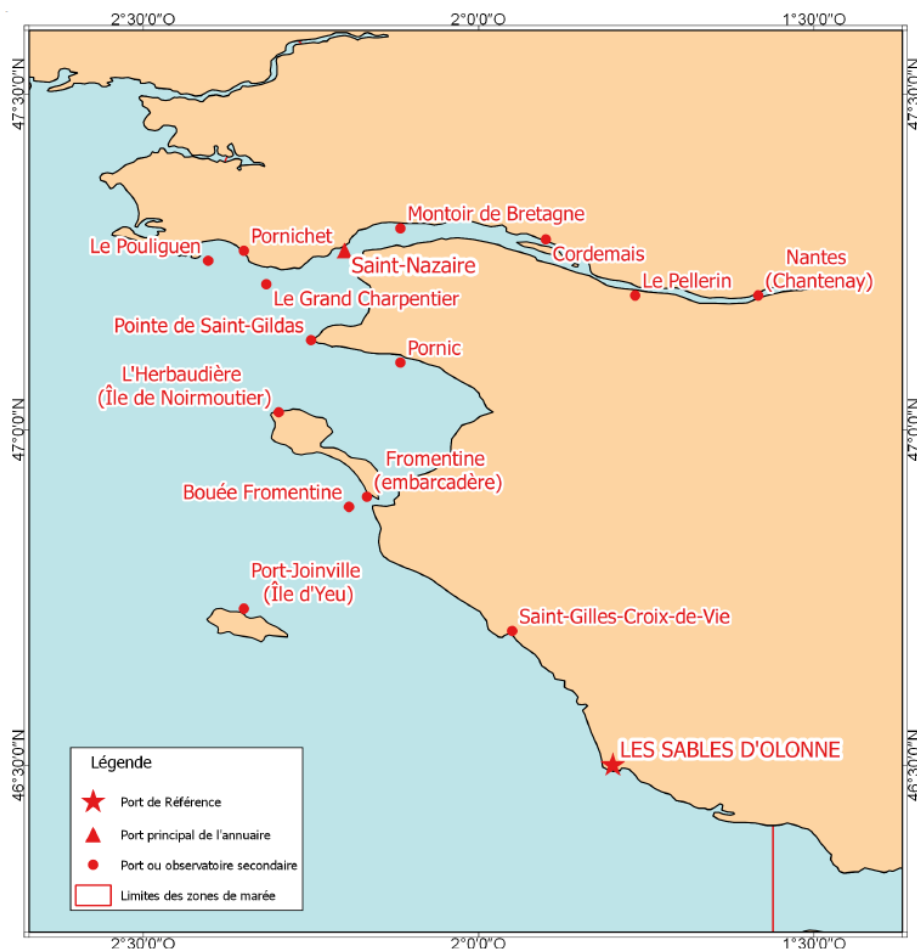 2°30'0"O
2°0'0"O
1°30'0"O
47°30'0"N
47°30'0"N
Montoir de Bretagne
Le Pouliguen
Pornichet
Saint-Nazaire
Cordemais
Nantes
(Chantenay)
Le Pellerin
Le Grand Charpentier
Pointe de Saint-Gildas
Pornic
L'Herbaudière
(Île de Noirmoutier)
47°0'0"N
47°0'0"N
Fromentine
(embarcadère)
Bouée Fromentine
Port-Joinville
(Île d'Yeu)
Saint-Gilles-Croix-de-Vie
LES SABLES D'OLONNE
46°30'0"N
46°30'0"N
Légende
Port de Référence
Port principal de l'annuaire
Port ou observatoire secondaire
Limites des zones de marée
2°30'0"O
2°0'0"O
1°30'0"O